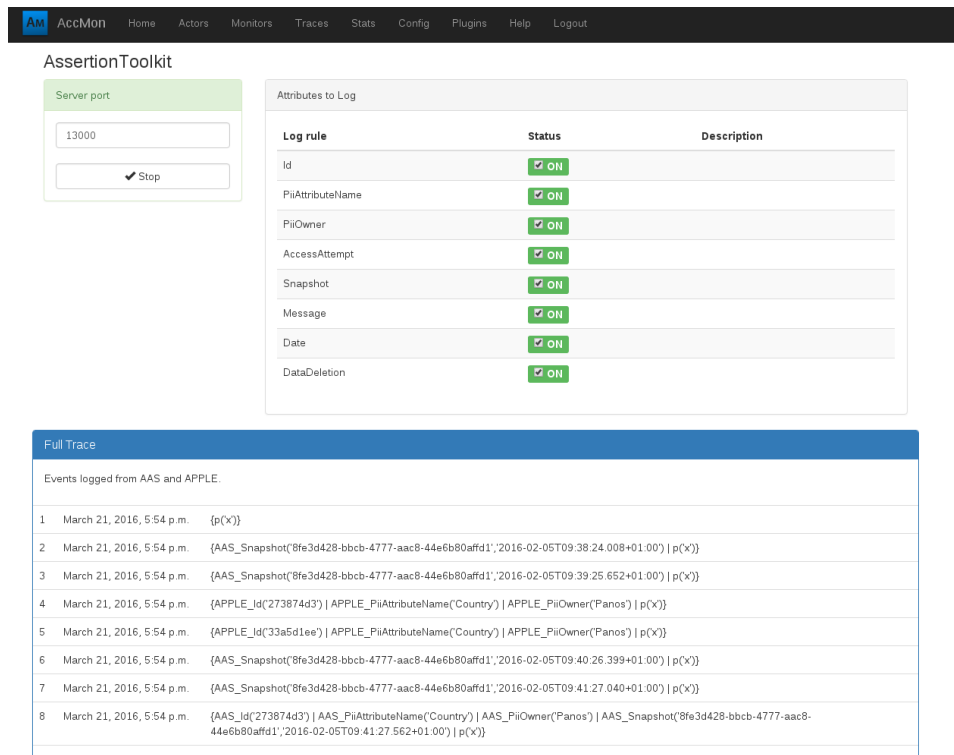 AM AccMon Home Actors Monitors Traces Stats Config Plugins Help Logout
AssertionToolkit
Server port
13000
Stop
Attributes to Log
Log rule Status Description
Id ON
PiiAttributeName ON
PiiOwner ON
AccessAttempt ON
Snapshot ON
Message ON
Date ON
DataDeletion ON
Full Trace
Events logged from AAS and APPLE.
1 March 21, 2016, 5:54 p.m. {p('x')}
2 March 21, 2016, 5:54 p.m. {AAS_Snapshot('8fe3d428-bbcb-4777-aac8-44e6b80affd1','2016-02-05T09:38:24.008+01:00') | p('x')}
3 March 21, 2016, 5:54 p.m. {AAS_Snapshot('8fe3d428-bbcb-4777-aac8-44e6b80affd1','2016-02-05T09:39:25.652+01:00') | p('x')}
4 March 21, 2016, 5:54 p.m. {APPLE_Id('273874d3') | APPLE_PiiAttributeName('Country') | APPLE_PiiOwner('Panos') | p('x')}
5 March 21, 2016, 5:54 p.m. {APPLE_Id('33a5d1ee') | APPLE_PiiAttributeName('Country') | APPLE_PiiOwner('Panos') | p('x')}
6 March 21, 2016, 5:54 p.m. {AAS_Snapshot('8fe3d428-bbcb-4777-aac8-44e6b80affd1','2016-02-05T09:40:26.399+01:00') | p('x')}
7 March 21, 2016, 5:54 p.m. {AAS_Snapshot('8fe3d428-bbcb-4777-aac8-44e6b80affd1','2016-02-05T09:41:27.040+01:00') | p('x')}
8 March 21, 2016, 5:54 p.m. {AAS_Id('273874d3') | AAS_PiiAttributeName('Country') | AAS_PiiOwner('Panos') | AAS_Snapshot('8fe3d428-bbcb-4777-aac8-
44e6b80affd1','2016-02-05T09:41:27.562+01:00') | p('x')}